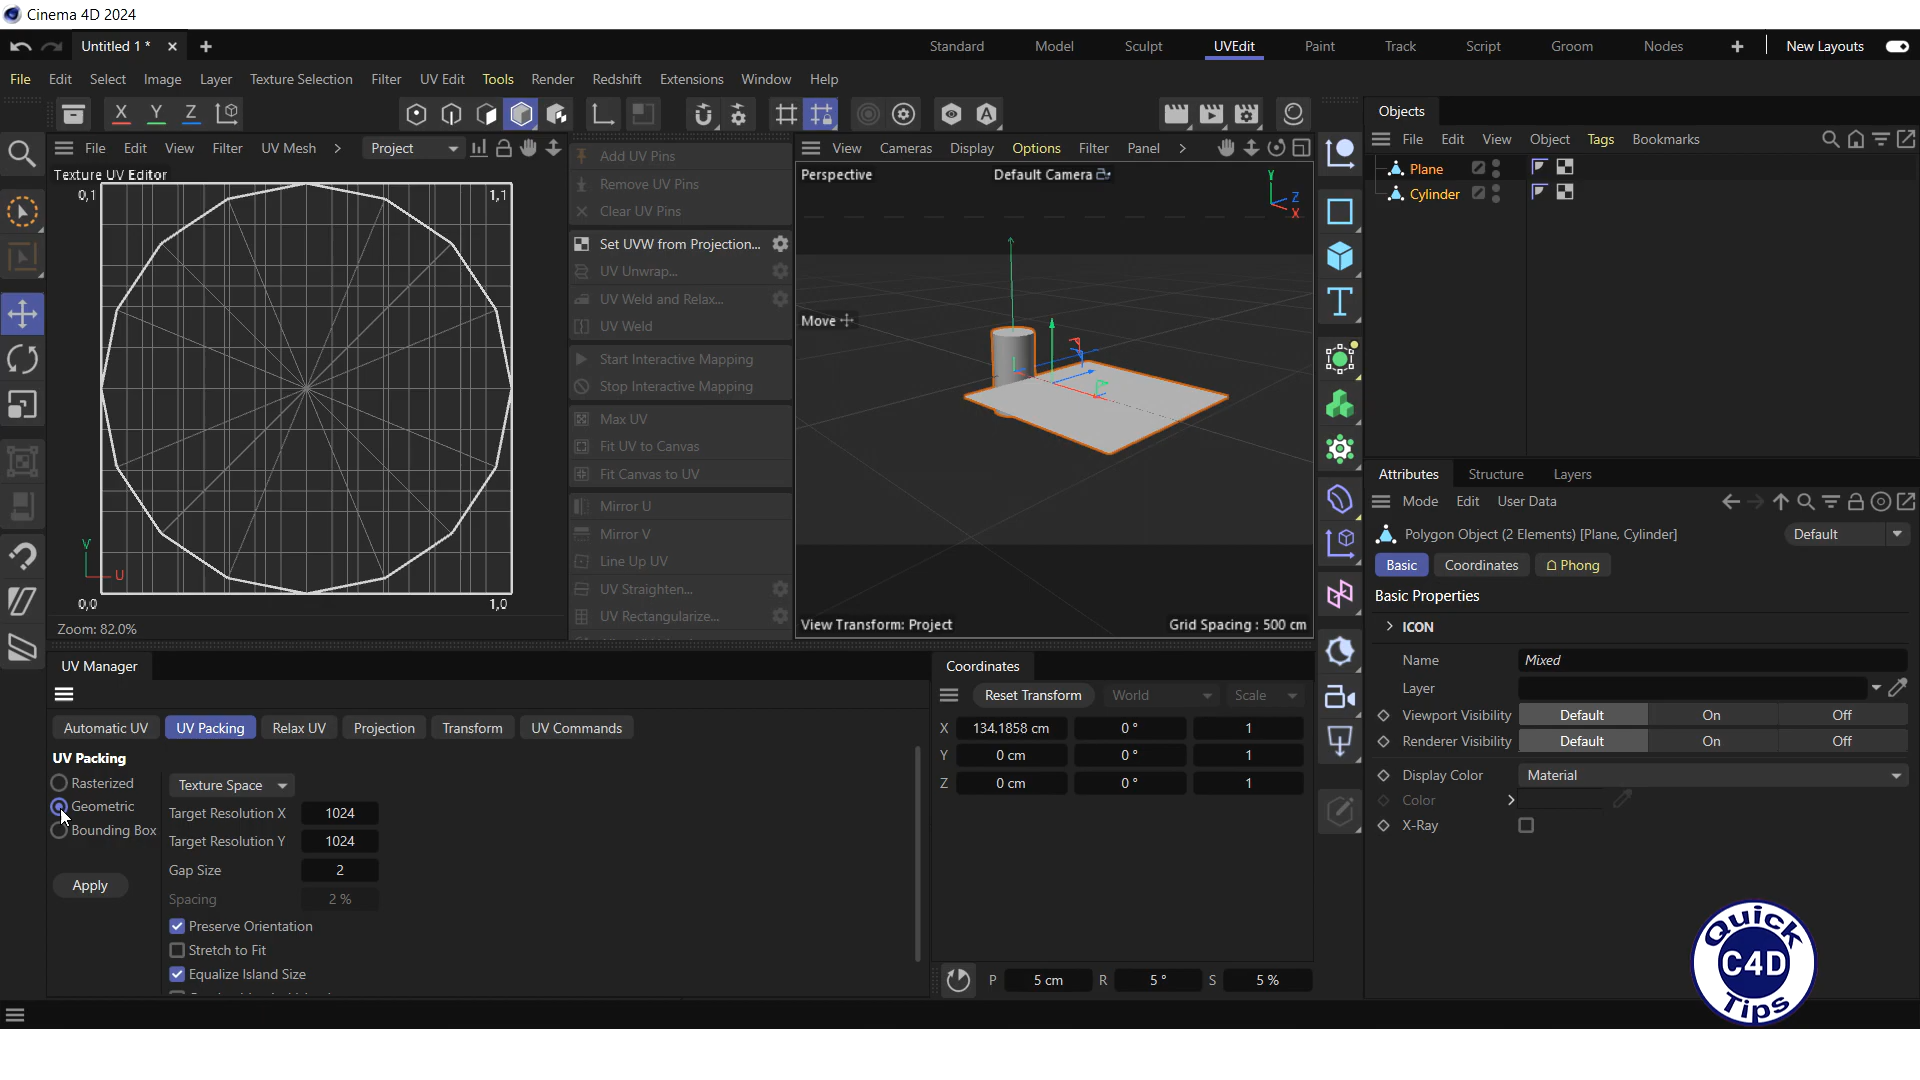 Cinema 4D 2024
Untitled 1 *
Standard
Model
Sculpt
UVEdit
Paint
Track
Script
Groom
Nodes
New Layouts
File Edit Select Image Layer Texture Selection Filter UV Edit Tools Render Redshift Extensions Window Help
X Y Z
File Edit View Filter UV Mesh
Project
Texture UV Editor
0,1
1,1
V
U
0,0
1,0
Zoom: 82.0%
Add UV Pins
Remove UV Pins
Clear UV Pins
Set UVW from Projection...
UV Unwrap...
UV Weld and Relax...
UV Weld
Start Interactive Mapping
Stop Interactive Mapping
Max UV
Fit UV to Canvas
Fit Canvas to UV
Mirror U
Mirror V
Line Up UV
UV Straighten...
UV Rectangularize...
View Cameras Display Options Filter Panel
Perspective
Default Camera
Y
Z
X
Move
View Transform: Project
Grid Spacing : 500 cm
Objects
File Edit View Object Tags Bookmarks
Plane
Cylinder
Attributes Structure Layers
Mode Edit User Data
Polygon Object (2 Elements) [Plane, Cylinder]
Default
Basic Coordinates Phong
Basic Properties
ICON
Name Mixed
Layer
Viewport Visibility Default On Off
Renderer Visibility Default On Off
Display Color Material
Color
X-Ray
UV Manager
Automatic UV UV Packing Relax UV Projection Transform UV Commands
UV Packing
Rasterized
Geometric
Bounding Box
Apply
Texture Space
Target Resolution X 1024
Target Resolution Y 1024
Gap Size 2
Spacing 2 %
Preserve Orientation
Stretch to Fit
Equalize Island Size
Coordinates
Reset Transform World Scale
X 134.1858 cm 0 ° 1
Y 0 cm 0 ° 1
Z 0 cm 0 ° 1
P 5 cm R 5 ° S 5 %
Quick
C4D
Tips